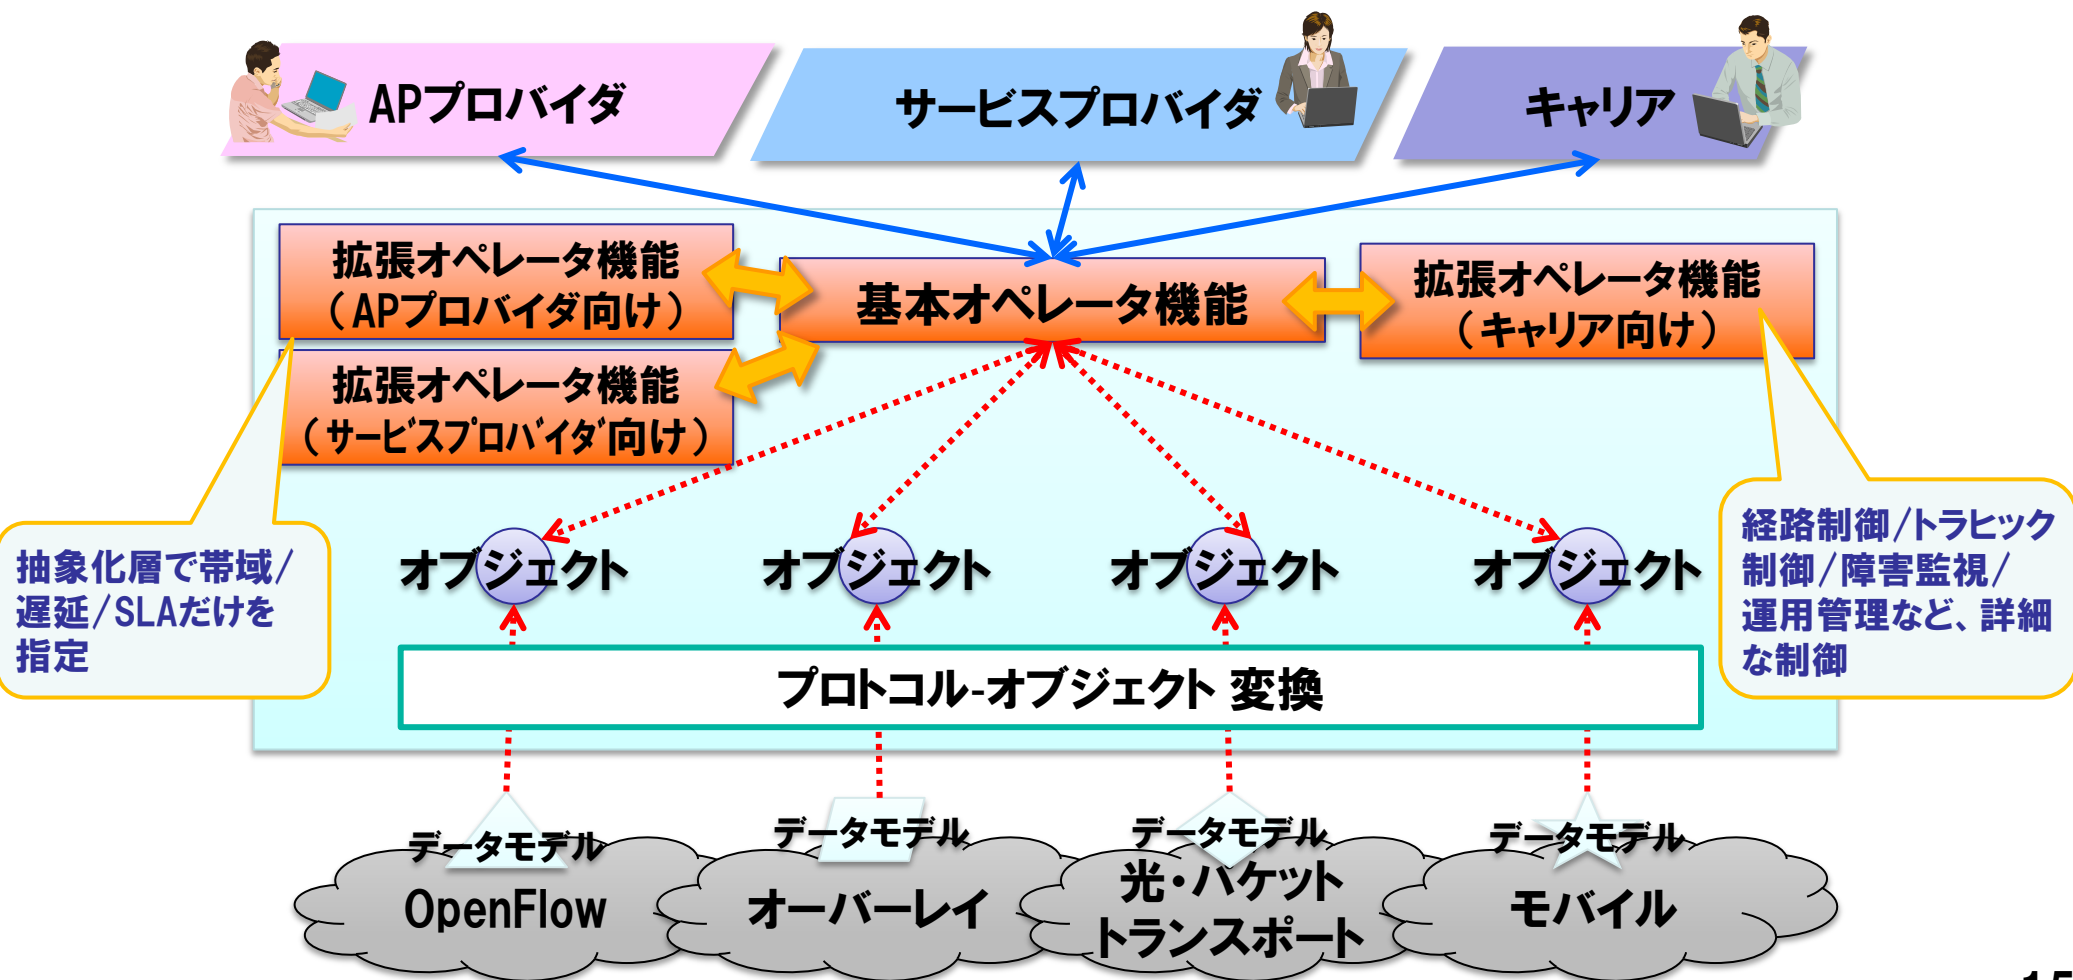 APプロバイダ
サービスプロバイダ
キャリア
拡張オペレータ機能
（APプロバイダ向け）
基本オペレータ機能
拡張オペレータ機能
（キャリア向け）
拡張オペレータ機能
（サービスプロバイダ向け）
抽象化層で帯域/
遅延/SLAだけを
指定
経路制御/トラヒック
制御/障害監視/
運用管理など、詳細
な制御
オブジェクト
オブジェクト
オブジェクト
オブジェクト
プロトコル-オブジェクト 変換
データモデル
データモデル
データモデル
データモデル
OpenFlow
オーバーレイ
光・パケット
トランスポート
モバイル